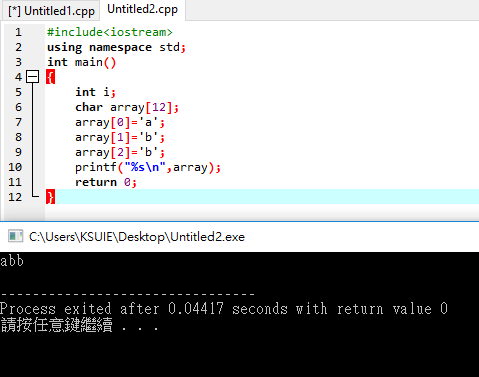 [*] Untitled1.cpp Untitled2.cpp
1 #include<iostream>
2 using namespace std;
3 int main()
4 {
5 int i;
6 char array[12];
7 array[0]='a';
8 array[1]='b';
9 array[2]='b';
10 printf("%s\n",array);
11 return 0;
12 }
C:\Users\KSUIE\Desktop\Untitled2.exe
abb
--------------------------------
Process exited after 0.04417 seconds with return value 0
請按任意鍵繼續 . . .